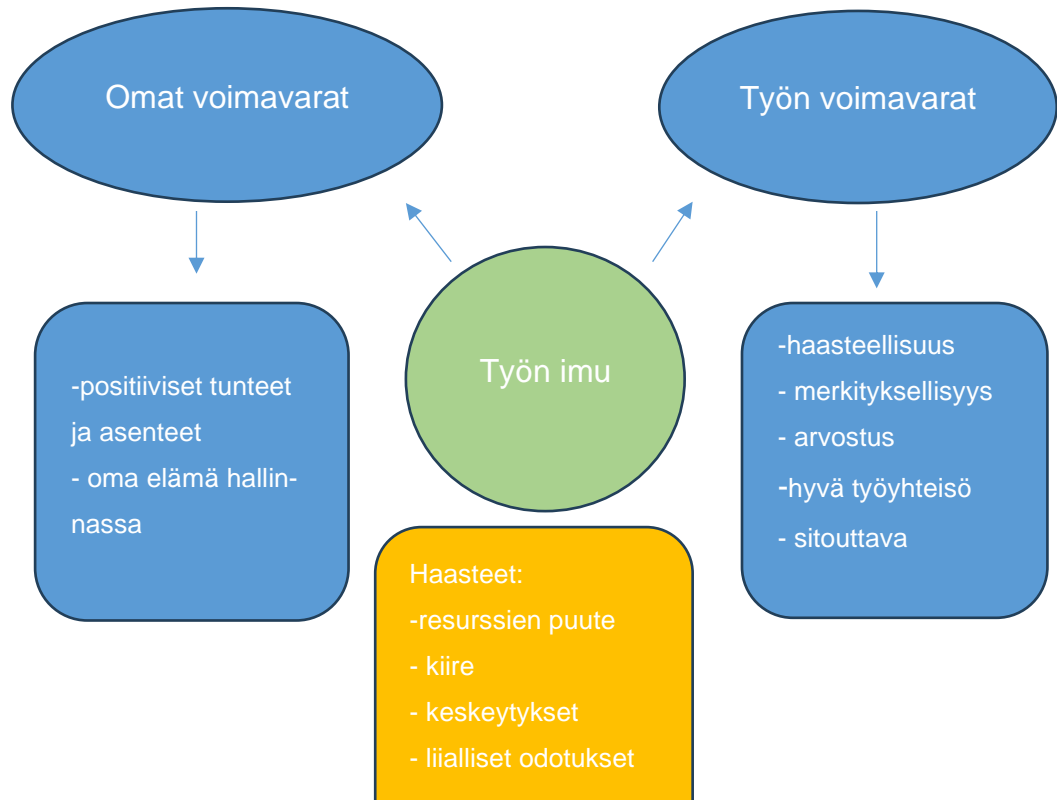 Omat voimavarat
Työn voimavarat
Työn imu
-positiiviset tunteet
ja asenteet
- oma elämä hallin-
nassa
-haasteellisuus
- merkityksellisyys
- arvostus
-hyvä työyhteisö
- sitouttava
Haasteet:
-resurssien puute
- kiire
- keskeytykset
- liialliset odotukset